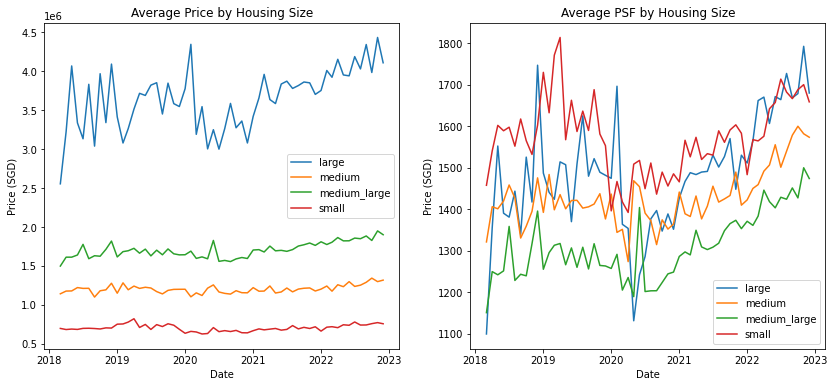 Average Price by Housing Size
1e6
4.5
4.0
3.5
3.0
2.5
2.0
1.5
1.0
0.5
Price (SGD)
large
medium
medium_large
small
2018
2019
2020
2021
2022
2023
Date
Average PSF by Housing Size
1800
1700
1600
1500
1400
1300
1200
1100
Price (SGD)
large
medium
medium_large
small
2018
2019
2020
2021
2022
2023
Date